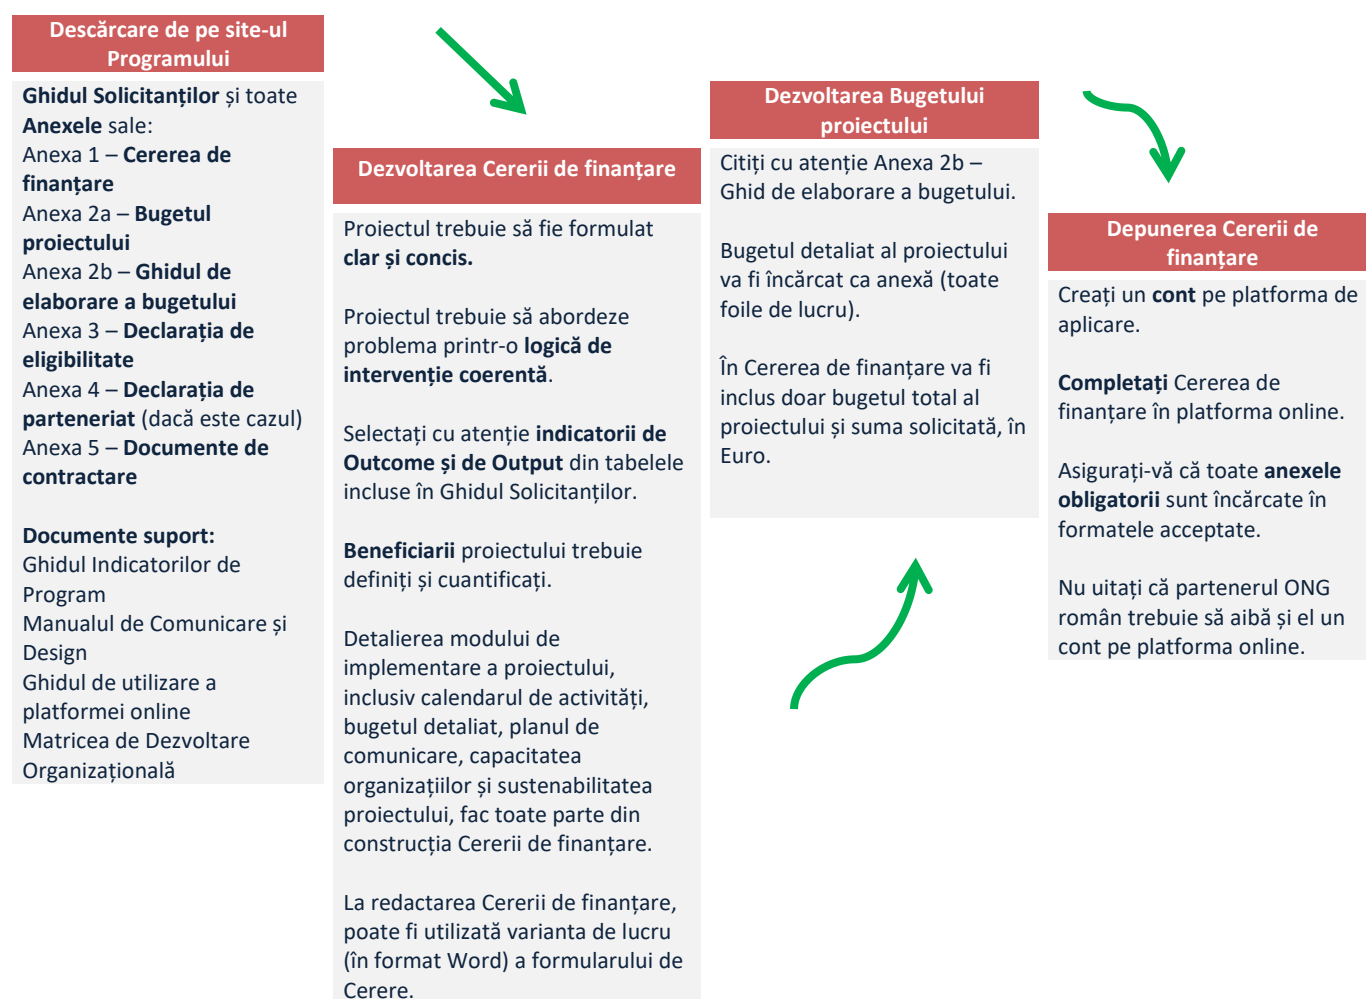 Descărcare de pe site-ul
Programului
Ghidul Solicitanților și toate
Anexele sale:
Anexa 1 – Cererea de
finanțare
Anexa 2a – Bugetul
proiectului
Anexa 2b – Ghidul de
elaborare a bugetului
Anexa 3 – Declarația de
eligibilitate
Anexa 4 – Declarația de
parteneriat (dacă este cazul)
Anexa 5 – Documente de
contractare
Documente suport:
Ghidul Indicatorilor de
Program
Manualul de Comunicare și
Design
Ghidul de utilizare a
platformei online
Matricea de Dezvoltare
Organizațională
Dezvoltarea Cererii de finanțare
Proiectul trebuie să fie formulat
clar și concis.
Proiectul trebuie să abordeze
problema printr-o logică de
intervenție coerentă.
Selectați cu atenție indicatorii de
Outcome și de Output din tabelele
incluse în Ghidul Solicitanților.
Beneficiarii proiectului trebuie
definiți și cuantificați.
Detalierea modului de
implementare a proiectului,
inclusiv calendarul de activități,
bugetul detaliat, planul de
comunicare, capacitatea
organizațiilor și sustenabilitatea
proiectului, fac toate parte din
construcția Cererii de finanțare.
La redactarea Cererii de finanțare,
poate fi utilizată varianta de lucru
(în format Word) a formularului de
Cerere.
Dezvoltarea Bugetului
proiectului
Citiți cu atenție Anexa 2b –
Ghid de elaborare a bugetului.
Bugetul detaliat al proiectului
va fi încărcat ca anexă (toate
foile de lucru).
În Cererea de finanțare va fi
inclus doar bugetul total al
proiectului și suma solicitată, în
Euro.
Depunerea Cererii de
finanțare
Creați un cont pe platforma de
aplicare.
Completați Cererea de
finanțare în platforma online.
Asigurați-vă că toate anexele
obligatorii sunt încărcate în
formatele acceptate.
Nu uitați că partenerul ONG
român trebuie să aibă și el un
cont pe platforma online.